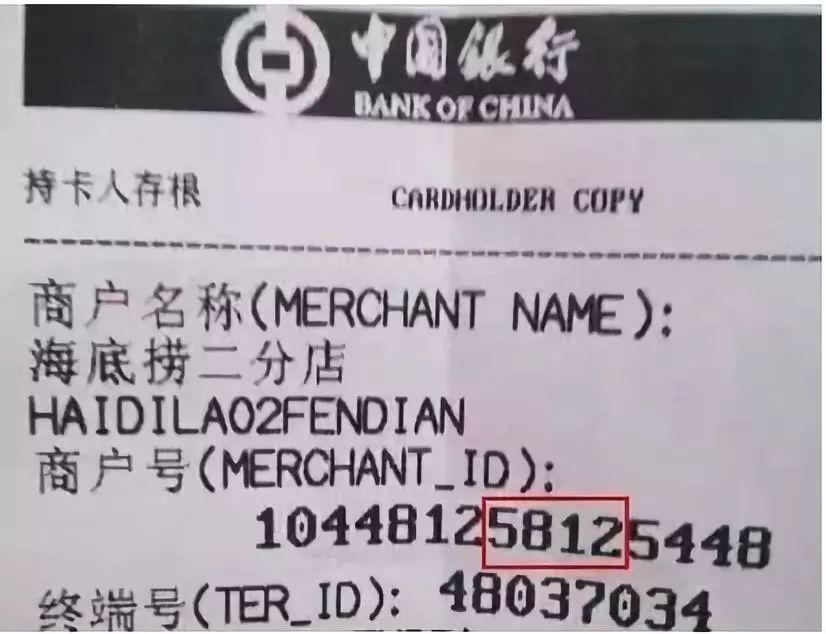 中国银行
BANK OF CHINA
持卡人存根 CARDHOLDER COPY
商户名称(MERCHANT NAME):
海底捞二分店
HAIDILAO2FENDIAN
商户号(MERCHANT_ID):
104481258125448
终端号(TER_ID): 48037034